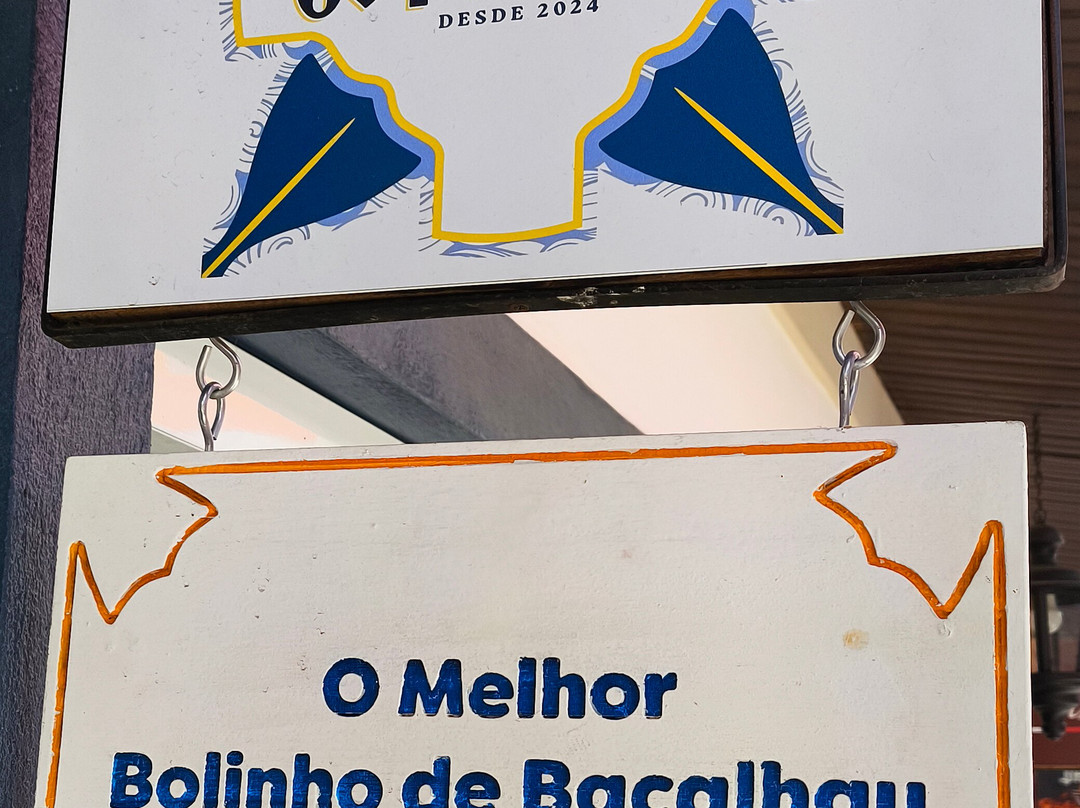 DESDE 2024
O Melhor
Bolinho de Bacalhau